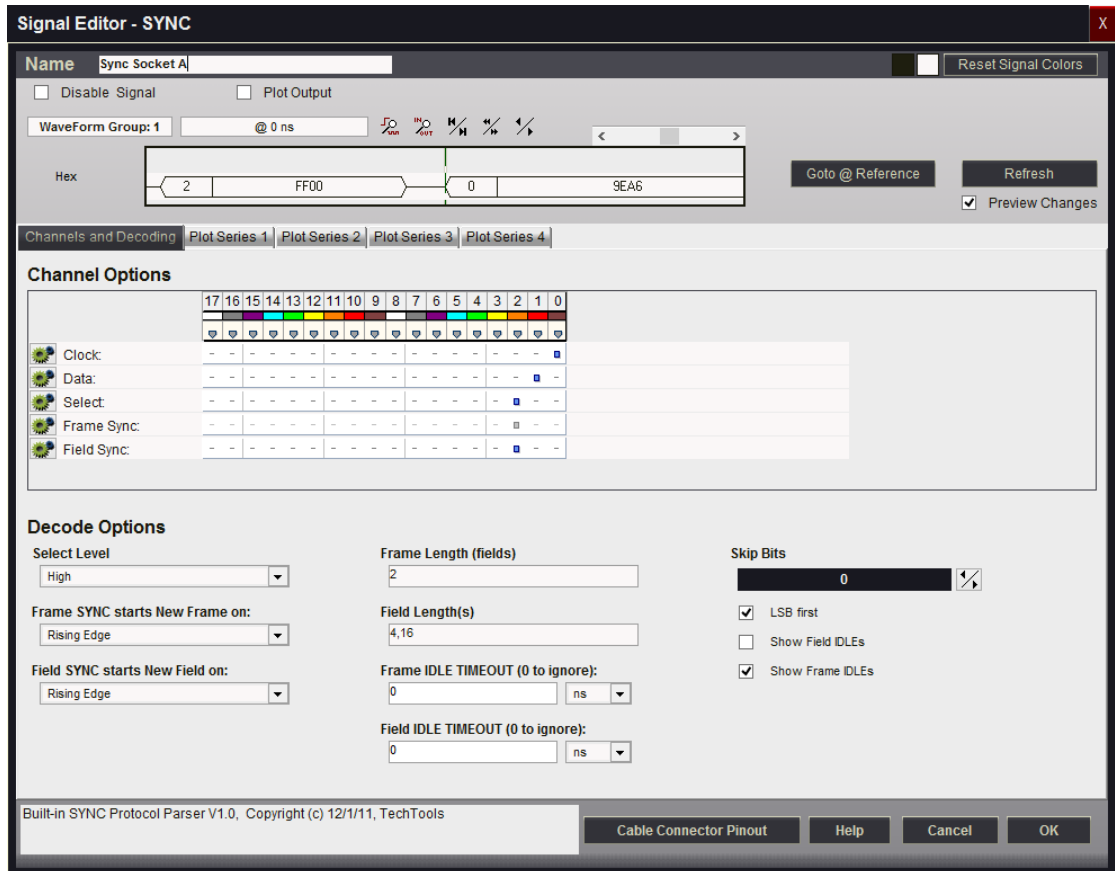 Signal Editor - SYNC
X
Name Sync Socket A Reset Signal Colors
Disable Signal Plot Output
WaveForm Group: 1 @ 0 ns IN OUT < >
Hex 2 FF00 0 9EA6 Goto @ Reference Refresh
Preview Changes
Channels and Decoding Plot Series 1 Plot Series 2 Plot Series 3 Plot Series 4
Channel Options
17 16 15 14 13 12 11 10 9 8 7 6 5 4 3 2 1 0
Clock:
Data:
Select:
Frame Sync:
Field Sync:
Decode Options
Select Level Frame Length (fields) Skip Bits
High 2 0
Frame SYNC starts New Frame on: Field Length(s) LSB first
Rising Edge 4,16 Show Field IDLEs
Field SYNC starts New Field on: Frame IDLE TIMEOUT (0 to ignore): Show Frame IDLEs
Rising Edge 0 ns
Field IDLE TIMEOUT (0 to ignore):
0 ns
Built-in SYNC Protocol Parser V1.0, Copyright (c) 12/1/11, TechTools
Cable Connector Pinout Help Cancel OK